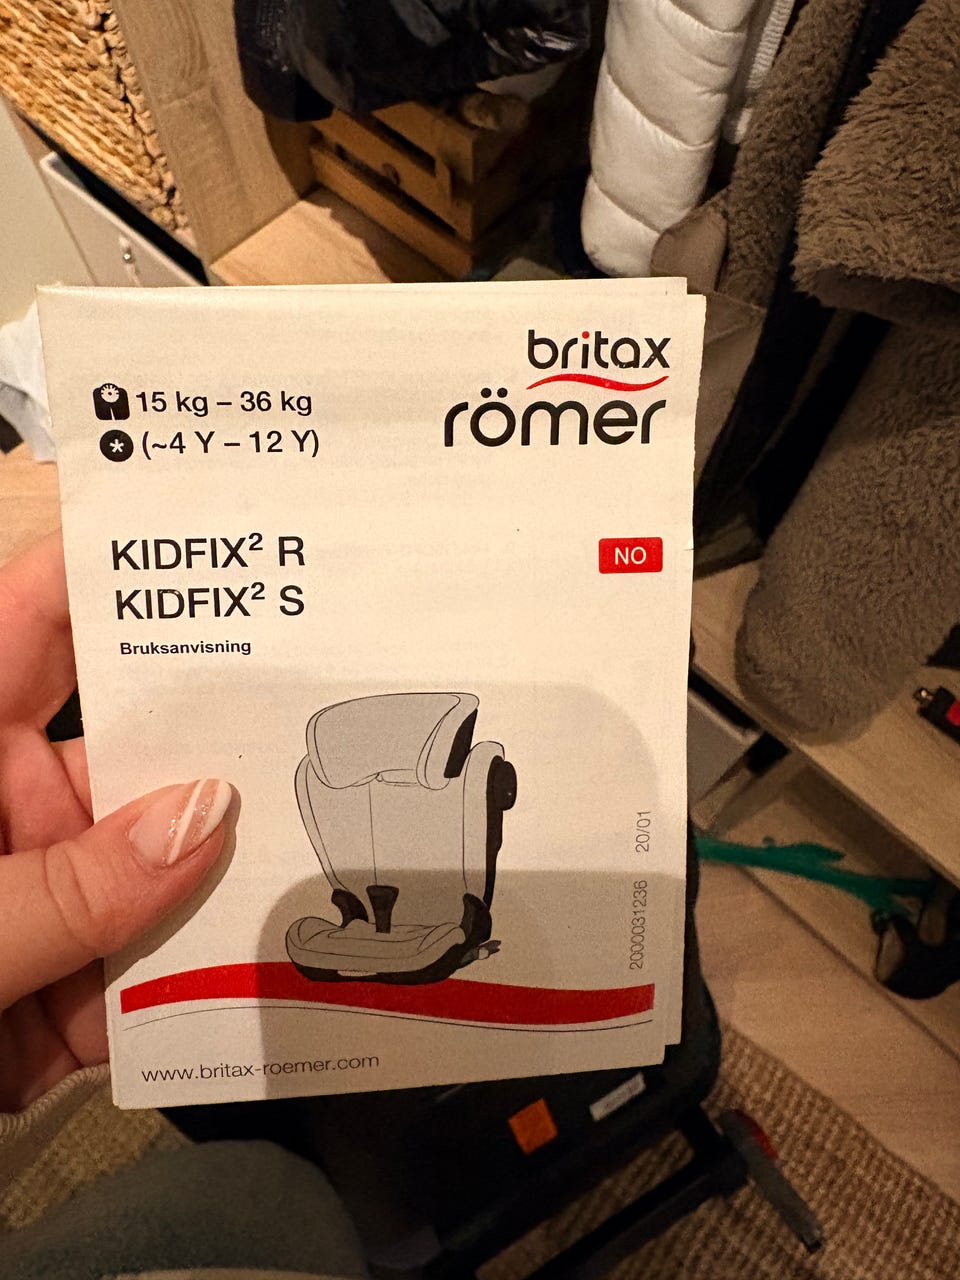 britax
römer
15 kg – 36 kg
(~4 Y – 12 Y)
KIDFIX² R
KIDFIX² S
NO
Bruksanvisning
2000031236 20/01
www.britax-roemer.com